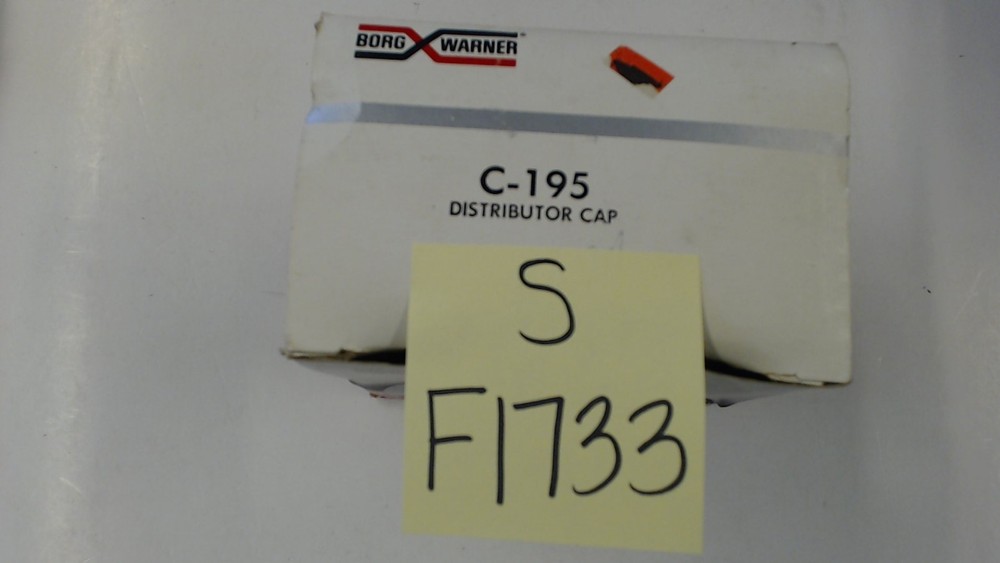 BORG WARNER
C-195
DISTRIBUTOR CAP
S
F1733